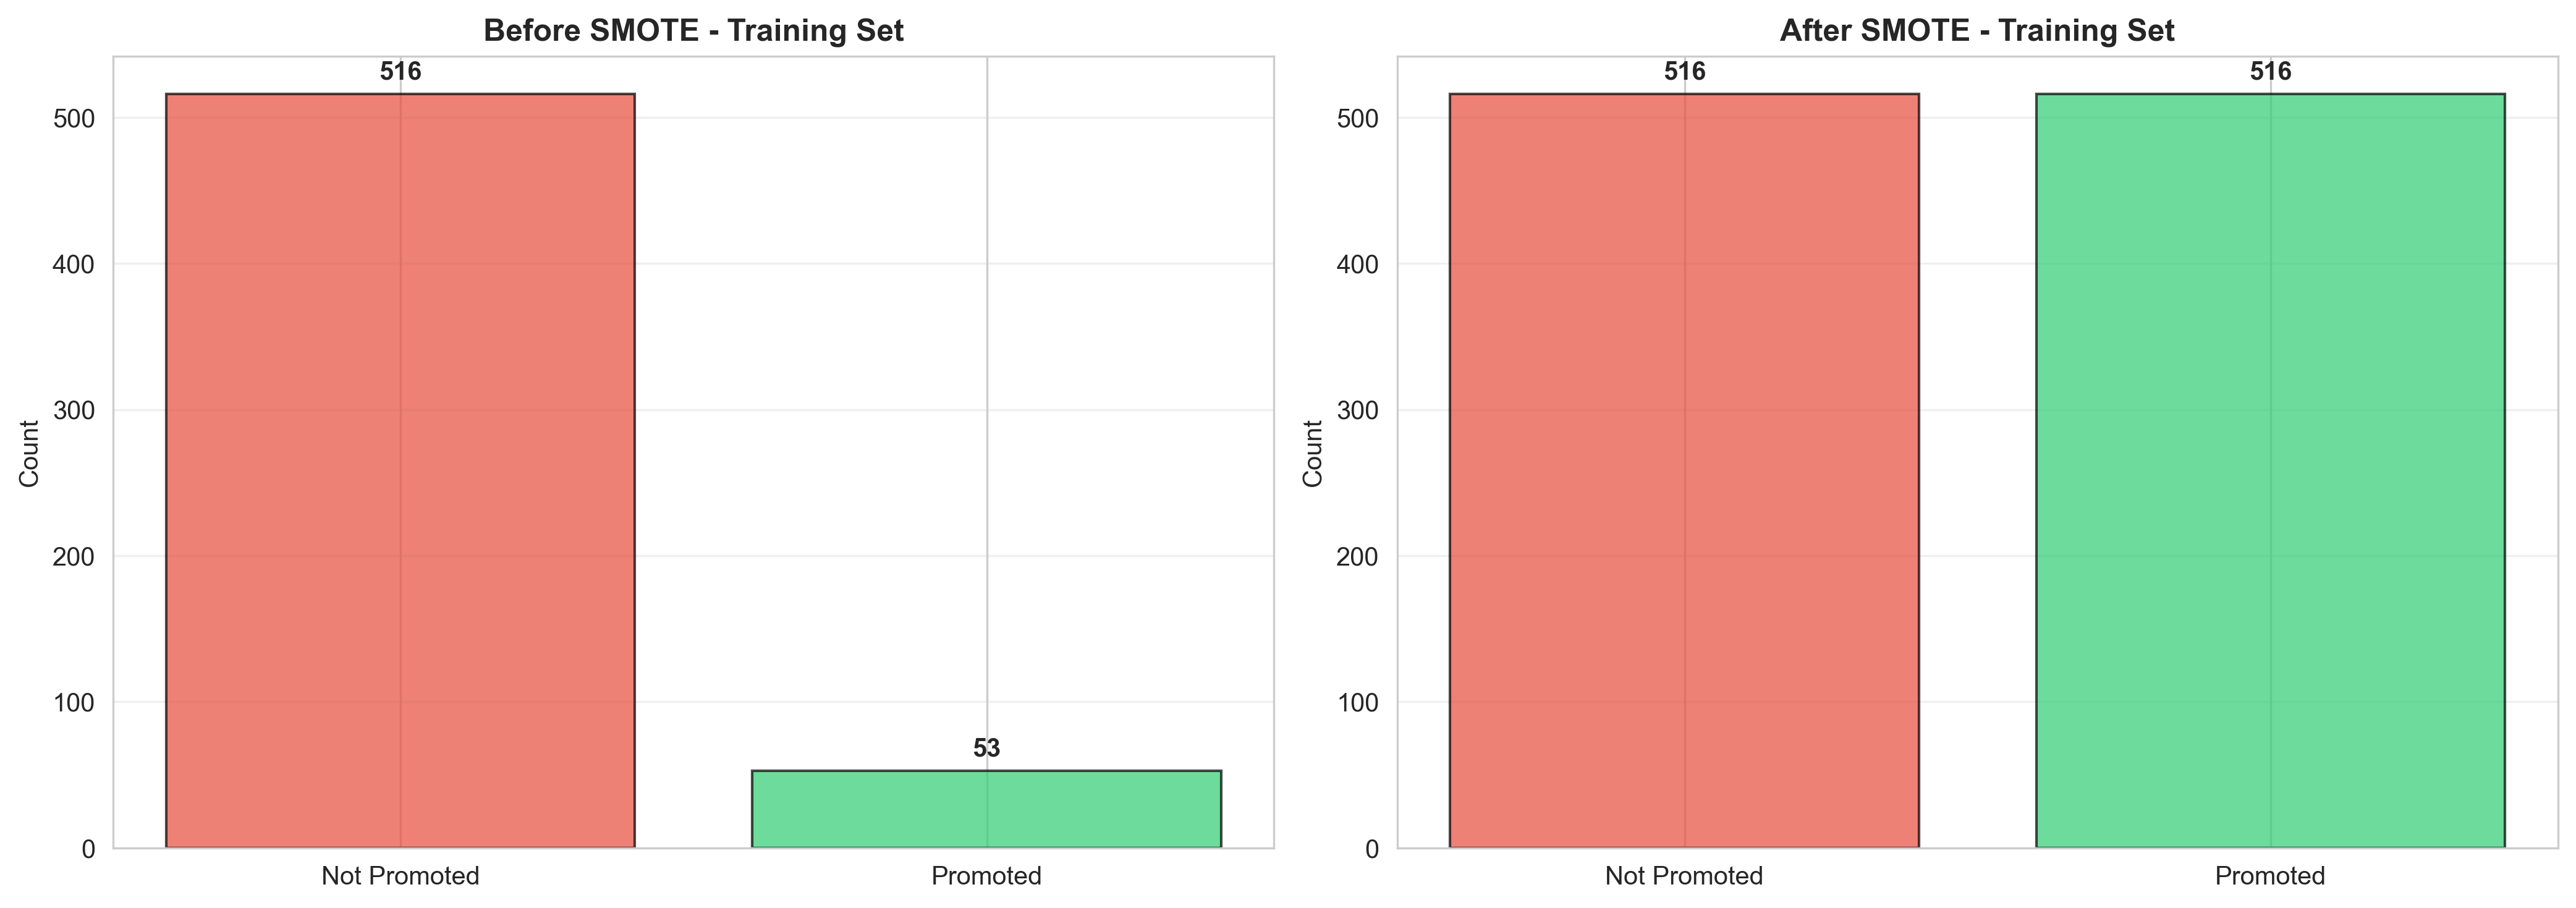 Before SMOTE - Training Set
516
500
400
300
200
100
0
Count
53
Not Promoted
Promoted
After SMOTE - Training Set
516
516
500
400
300
200
100
0
Count
Not Promoted
Promoted